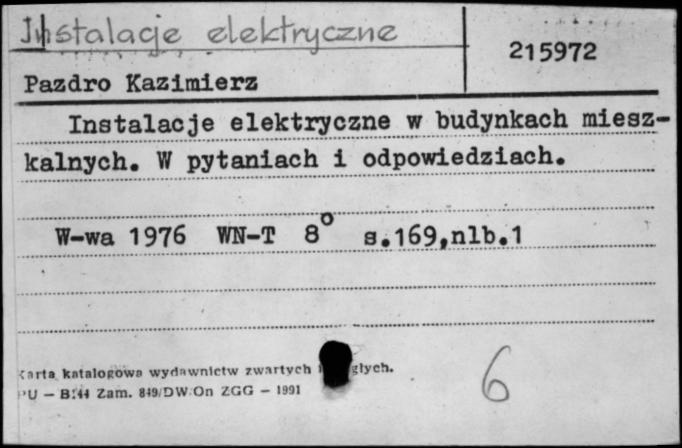 Instalacje elektryczne
215972
Pazdro Kazimierz
Instalacje elektryczne w budynkach miesz-
kalnych. W pytaniach i odpowiedziach.
W-wa 1976 WN-T 8° s.169,nlb.1
Karta katalogowa wydawnictw zwartych i głych.
PU — B.44 Zam. 849/DW.On ZGG — 1991
6